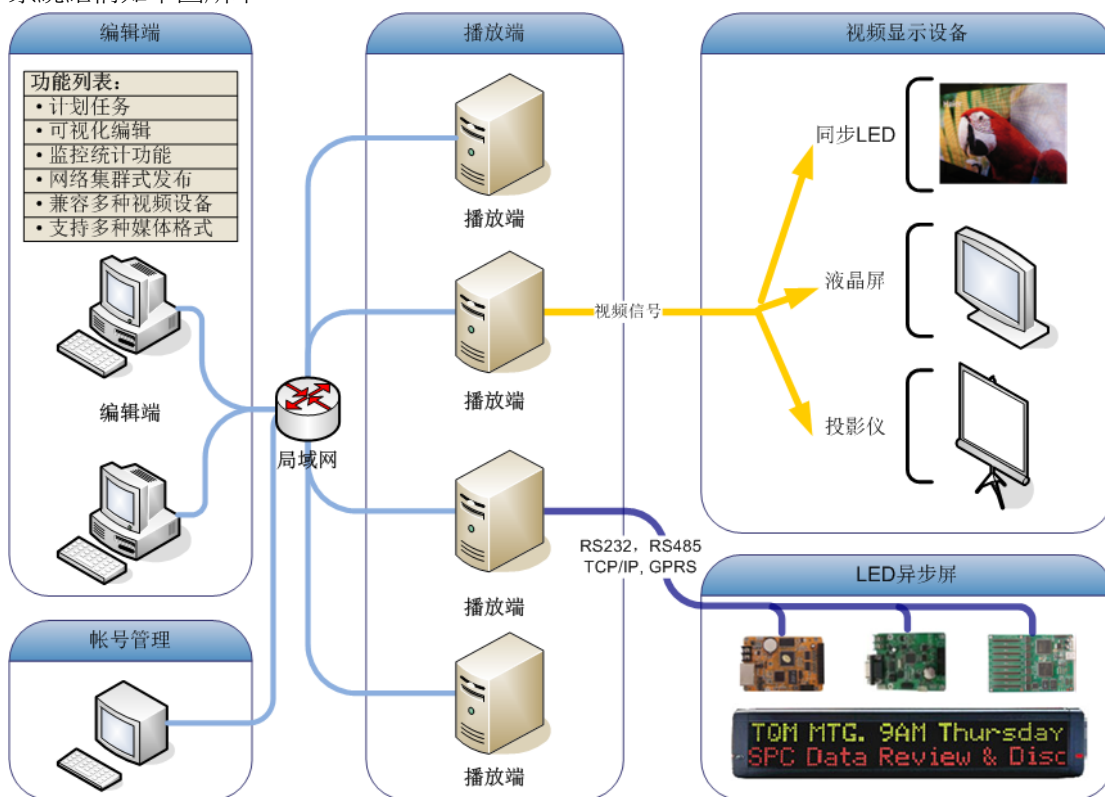 编辑端
功能列表：
•计划任务
•可视化编辑
•监控统计功能
•网络集群式发布
•兼容多种视频设备
•支持多种媒体格式
编辑端
帐号管理
局域网
播放端
播放端
播放端
播放端
播放端
视频信号
RS232，RS485
TCP/IP, GPRS
视频显示设备
同步LED
液晶屏
投影仪
LED异步屏
TQM MTG. 9AM Thursday
SPC Data Review & Disc